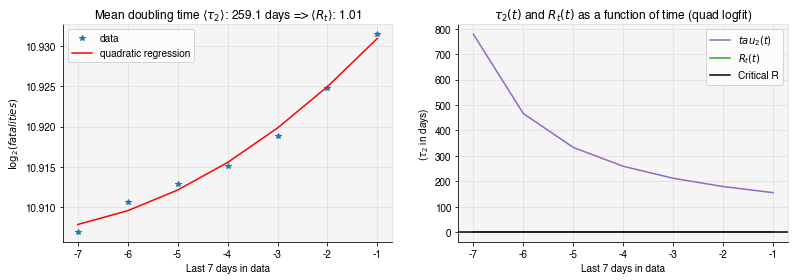 Mean doubling time ⟨τ₂⟩: 259.1 days => ⟨Rₜ⟩: 1.01
data
quadratic regression
log₂(fatalities)
10.930
10.925
10.920
10.915
10.910
-7 -6 -5 -4 -3 -2 -1
Last 7 days in data
τ₂(t) and Rₜ(t) as a function of time (quad logfit)
tau₂(t)
Rₜ(t)
Critical R
(τ₂ in days)
800
700
600
500
400
300
200
100
0
-7 -6 -5 -4 -3 -2 -1
Last 7 days in data